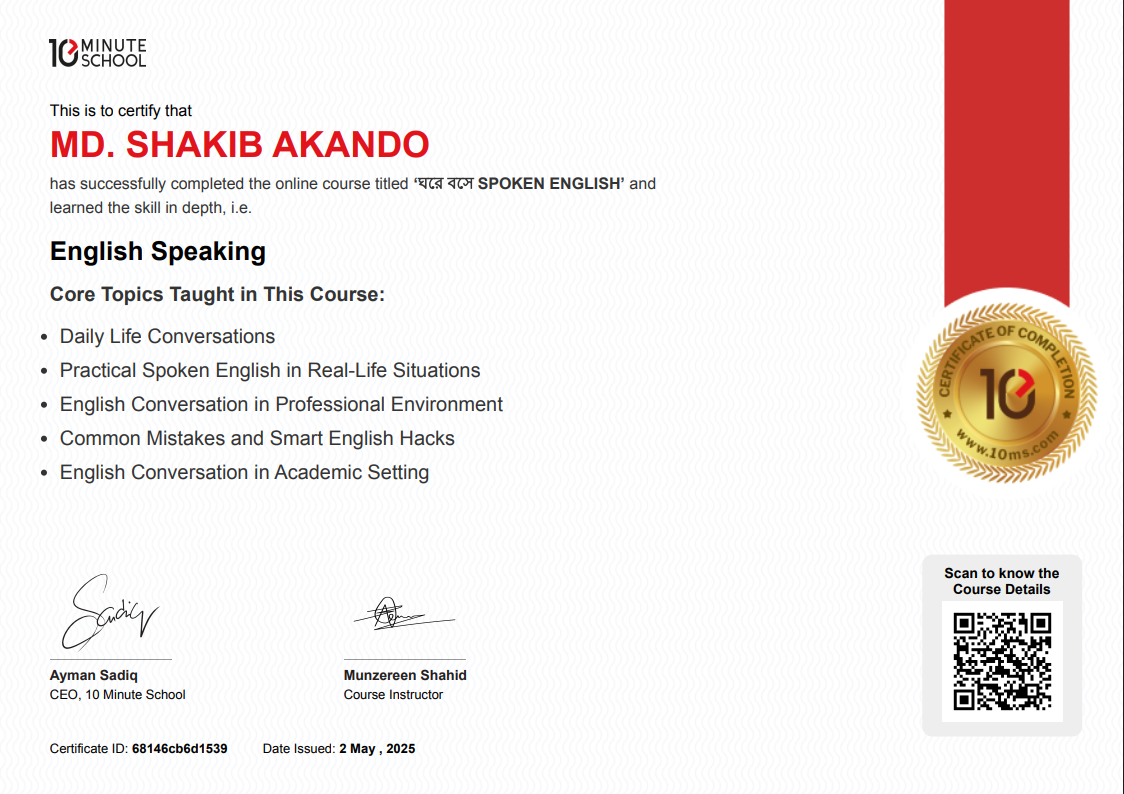 10 MINUTE
SCHOOL
This is to certify that
MD. SHAKIB AKANDO
has successfully completed the online course titled ‘ঘরে বসে SPOKEN ENGLISH’ and
learned the skill in depth, i.e.
English Speaking
Core Topics Taught in This Course:
• Daily Life Conversations
• Practical Spoken English in Real-Life Situations
• English Conversation in Professional Environment
• Common Mistakes and Smart English Hacks
• English Conversation in Academic Setting
CERTIFICATE OF COMPLETION
10
www.10ms.com
Scan to know the
Course Details
Sadiq
Ayman Sadiq
CEO, 10 Minute School
Munzereen Shahid
Course Instructor
Certificate ID: 68146cb6d1539
Date Issued: 2 May , 2025